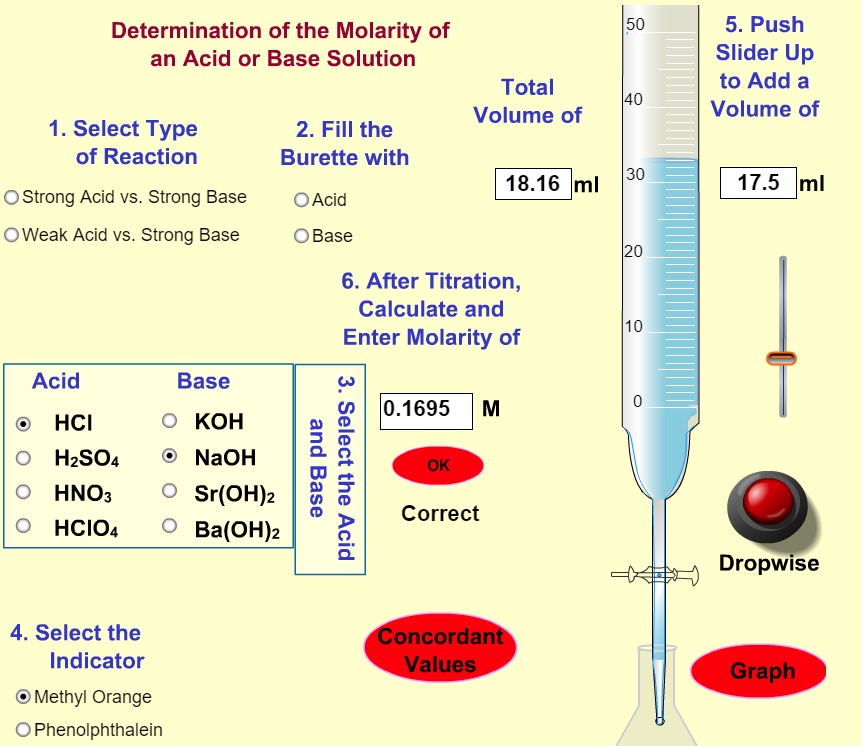 Determination of the Molarity of
an Acid or Base Solution
1. Select Type
of Reaction
Strong Acid vs. Strong Base
Weak Acid vs. Strong Base
2. Fill the
Burette with
Acid
Base
Total
Volume of
18.16 ml
50
40
30
20
10
0
5. Push
Slider Up
to Add a
Volume of
17.5 ml
6. After Titration,
Calculate and
Enter Molarity of
0.1695 M
OK
Correct
Acid Base
HCl KOH
H₂SO₄ NaOH
HNO₃ Sr(OH)₂
HClO₄ Ba(OH)₂
3. Select the Acid
and Base
Dropwise
4. Select the
Indicator
Methyl Orange
Phenolphthalein
Concordant
Values
Graph